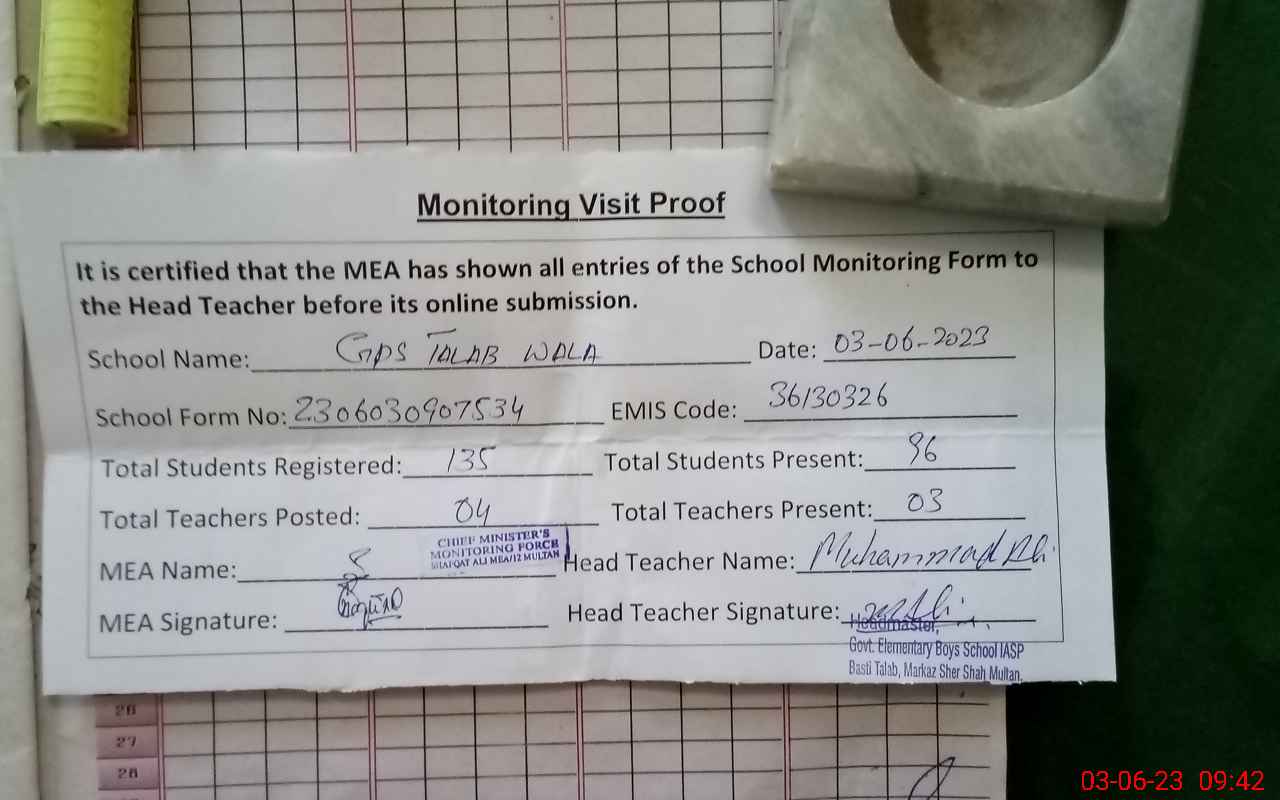 Monitoring Visit Proof
It is certified that the MEA has shown all entries of the School Monitoring Form to
the Head Teacher before its online submission.
School Name: GPS TALAB WALA Date: 03-06-2023
School Form No: 2306030907534 EMIS Code: 36130326
Total Students Registered: 135 Total Students Present: 96
Total Teachers Posted: 04 Total Teachers Present: 03
CHIEF MINISTER'S
MONITORING FORCE
SHAFQAT ALI MEA/12 MULTAN
MEA Name: Head Teacher Name: Muhammad Ali
MEA Signature: Head Teacher Signature:
Headmaster,
Govt. Elementary Boys School IASP
Basti Talab, Markaz Sher Shah Multan.
26
27
28
03-06-23 09:42